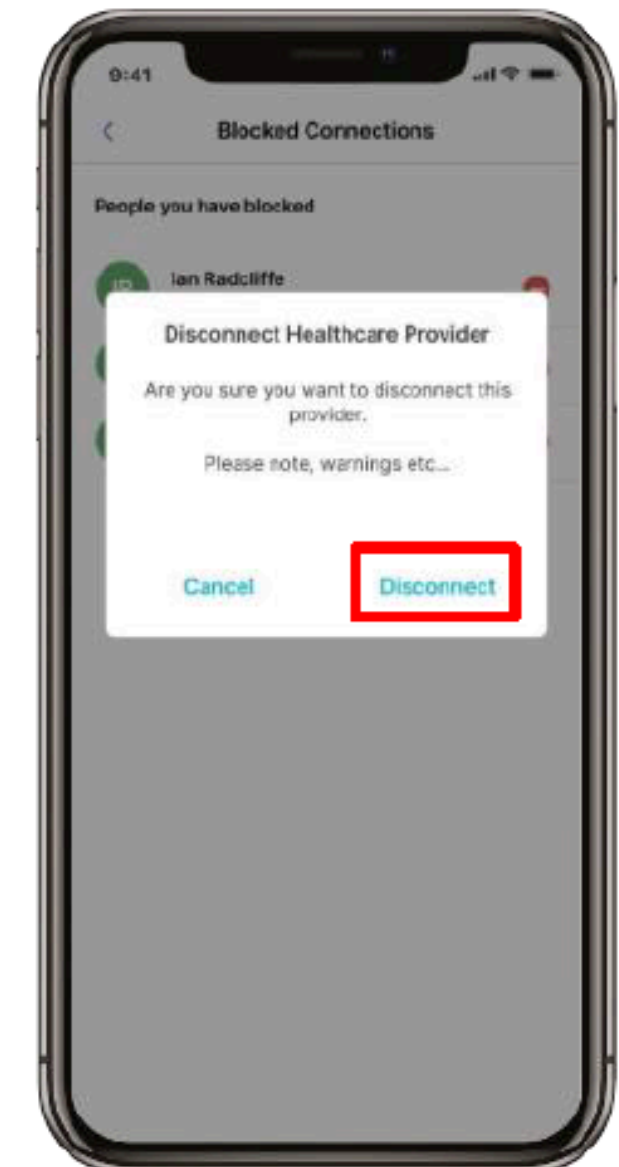 9:41
Blocked Connections
People you have blocked
Ian Radcliffe
Disconnect Healthcare Provider
Are you sure you want to disconnect this
provider.
Please note, warnings etc...
Cancel Disconnect